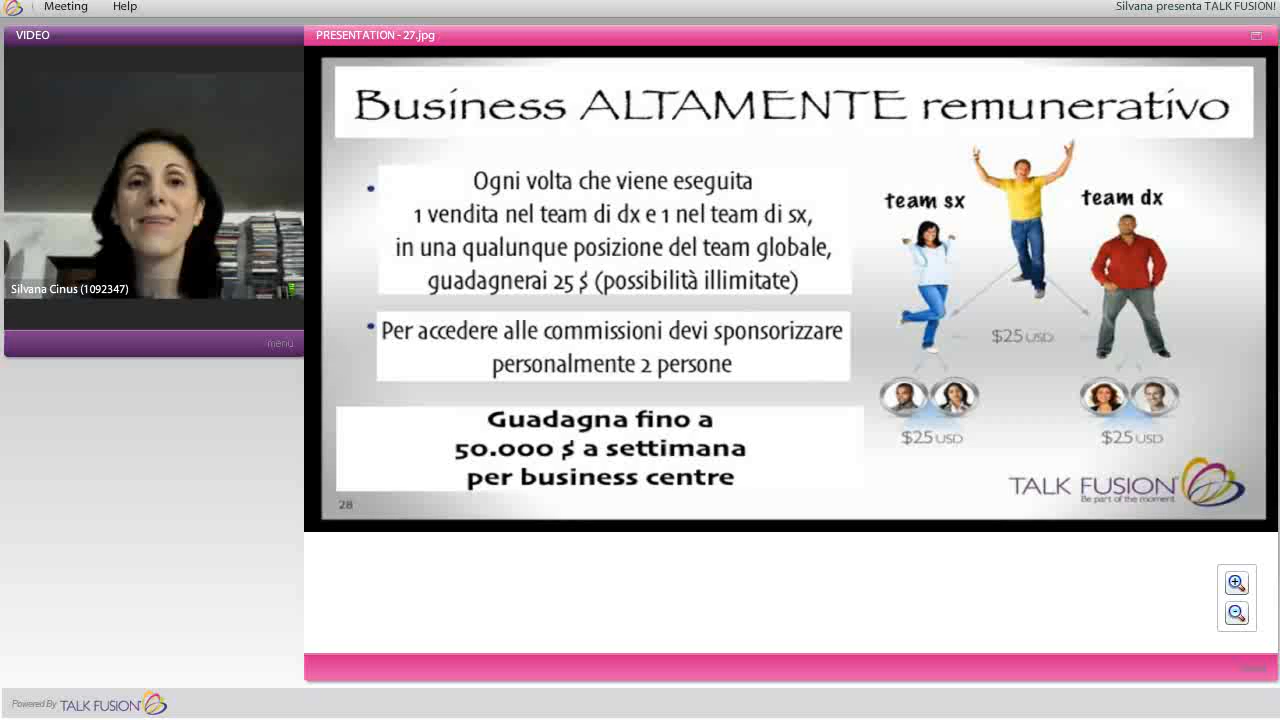 Meeting Help
Silvana presenta TALK FUSION!
VIDEO
PRESENTATION - 27.jpg
Silvana Cinus (1092347)
menu
Business ALTAMENTE remunerativo
• Ogni volta che viene eseguita
1 vendita nel team di dx e 1 nel team di sx,
in una qualunque posizione del team globale,
guadagnerai 25 $ (possibilità illimitate)
• Per accedere alle commissioni devi sponsorizzare
personalmente 2 persone
Guadagna fino a
50.000 $ a settimana
per business centre
28
team sx
team dx
$25 USD
$25 USD
$25 USD
TALK FUSION
Be part of the moment.
Powered By TALK FUSION